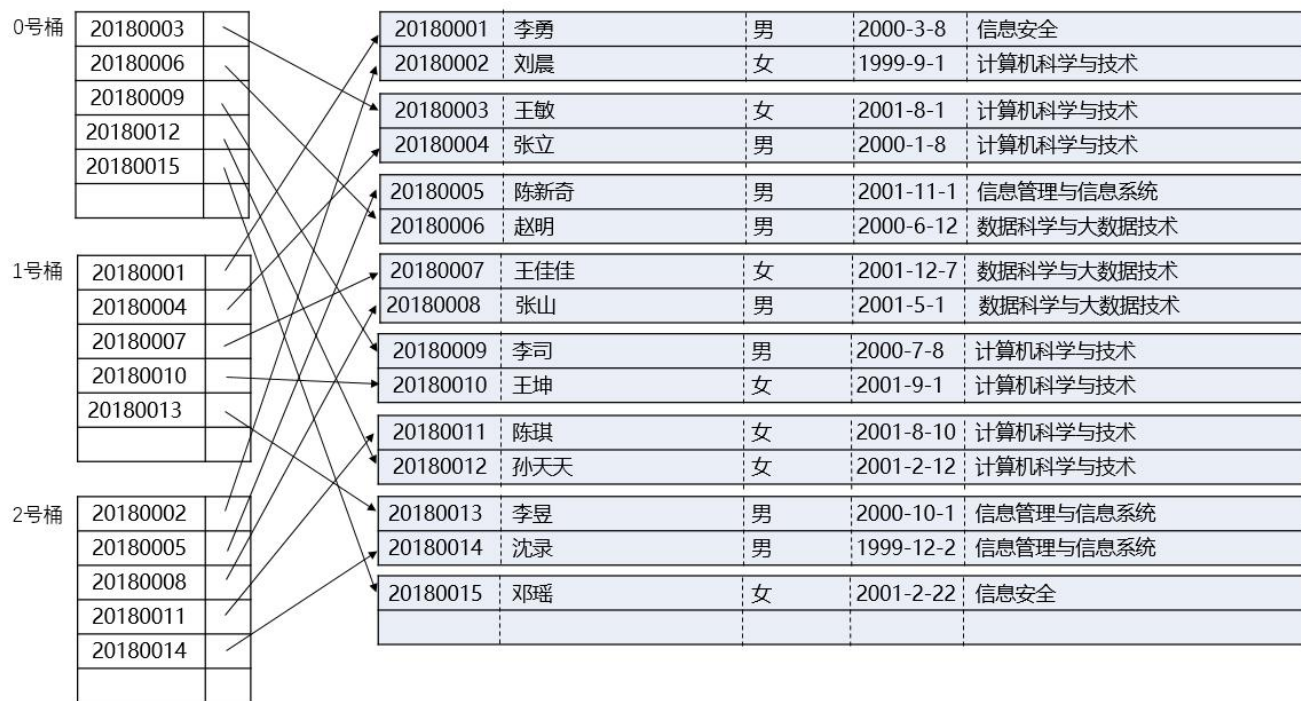 0号桶
20180003
20180006
20180009
20180012
20180015
1号桶
20180001
20180004
20180007
20180010
20180013
2号桶
20180002
20180005
20180008
20180011
20180014
20180001 李勇 男 2000-3-8 信息安全
20180002 刘晨 女 1999-9-1 计算机科学与技术
20180003 王敏 女 2001-8-1 计算机科学与技术
20180004 张立 男 2000-1-8 计算机科学与技术
20180005 陈新奇 男 2001-11-1 信息管理与信息系统
20180006 赵明 男 2000-6-12 数据科学与大数据技术
20180007 王佳佳 女 2001-12-7 数据科学与大数据技术
20180008 张山 男 2001-5-1 数据科学与大数据技术
20180009 李司 男 2000-7-8 计算机科学与技术
20180010 王坤 女 2001-9-1 计算机科学与技术
20180011 陈琪 女 2001-8-10 计算机科学与技术
20180012 孙天天 女 2001-2-12 计算机科学与技术
20180013 李昱 男 2000-10-1 信息管理与信息系统
20180014 沈录 男 1999-12-2 信息管理与信息系统
20180015 邓瑶 女 2001-2-22 信息安全